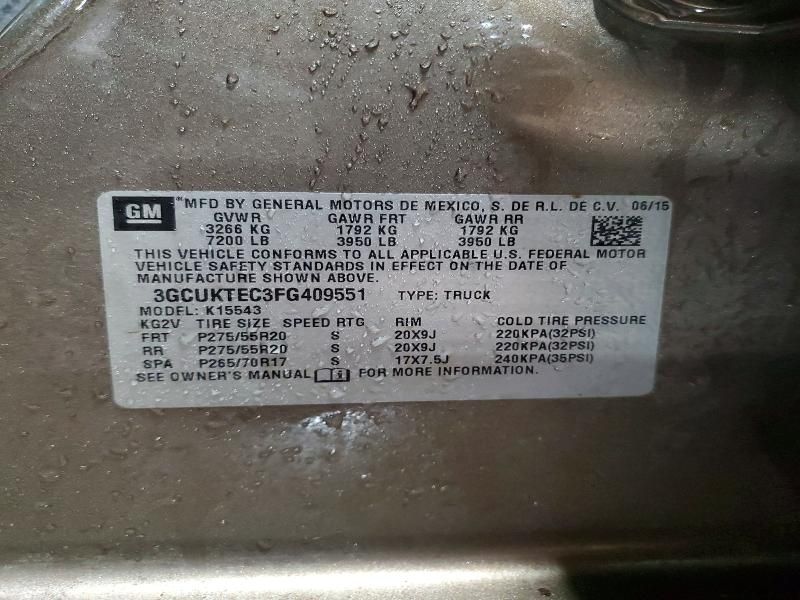 GM *MFD BY GENERAL MOTORS DE MEXICO, S. DE R.L. DE C.V. 06/15
GVWR GAWR FRT GAWR RR
3266 KG 1792 KG 1792 KG
7200 LB 3950 LB 3950 LB
THIS VEHICLE CONFORMS TO ALL APPLICABLE U.S. FEDERAL MOTOR
VEHICLE SAFETY STANDARDS IN EFFECT ON THE DATE OF
MANUFACTURE SHOWN ABOVE.
3GCUKTEC3FG409551 TYPE: TRUCK
MODEL: K15543
KG2V TIRE SIZE SPEED RTG RIM COLD TIRE PRESSURE
FRT P275/55R20 S 20X9J 220KPA(32PSI)
RR P275/55R20 S 20X9J 220KPA(32PSI)
SPA P265/70R17 S 17X7.5J 240KPA(35PSI)
SEE OWNER'S MANUAL FOR MORE INFORMATION.